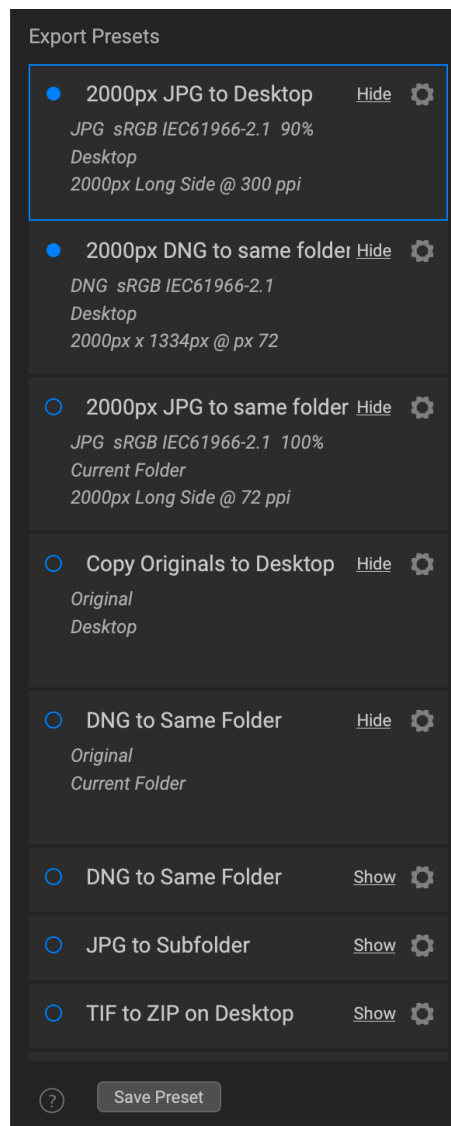 Export Presets
2000px JPG to Desktop Hide
JPG sRGB IEC61966-2.1 90%
Desktop
2000px Long Side @ 300 ppi
2000px DNG to same folder Hide
DNG sRGB IEC61966-2.1
Desktop
2000px x 1334px @ px 72
2000px JPG to same folder Hide
JPG sRGB IEC61966-2.1 100%
Current Folder
2000px Long Side @ 72 ppi
Copy Originals to Desktop Hide
Original
Desktop
DNG to Same Folder Hide
Original
Current Folder
DNG to Same Folder Show
JPG to Subfolder Show
TIF to ZIP on Desktop Show
? Save Preset